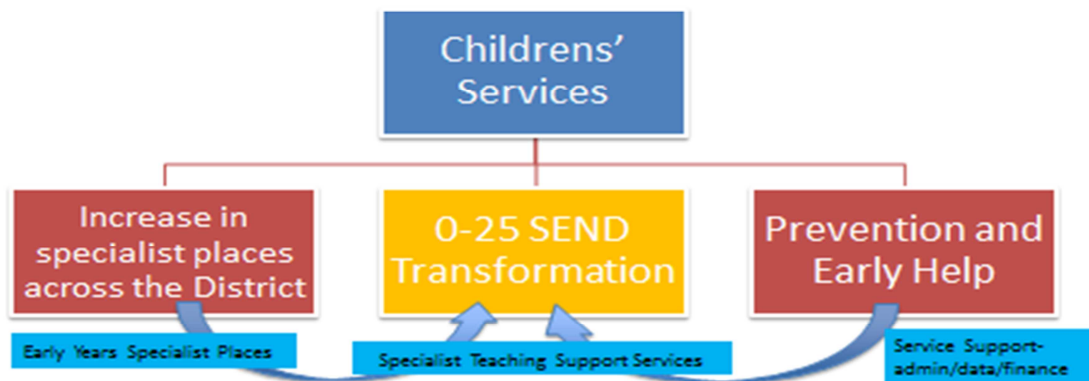 Childrens’
Services
Increase in
specialist places
across the District
0-25 SEND
Transformation
Prevention and
Early Help
Early Years Specialist Places
Specialist Teaching Support Services
Service Support-
admin/data/finance